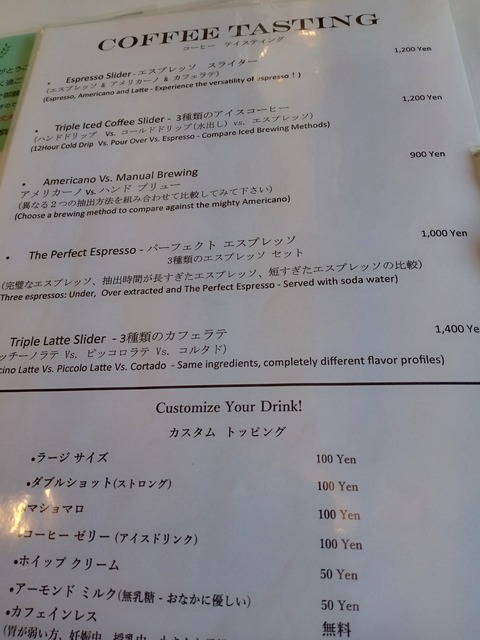 COFFEE TASTING
コーヒー テイスティング
• Espresso Slider - エスプレッソ スライダー 1,200 Yen
(エスプレッソ & アメリカーノ & カフェラテ)
(Espresso, Americano and Latte - Experience the versatility of espresso!)
• Triple Iced Coffee Slider - 3種類のアイスコーヒー 1,200 Yen
(ハンドドリップ Vs. コールドドリップ(水出し) vs. エスプレッソ)
(12Hour Cold Drip Vs. Pour Over Vs. Espresso - Compare Iced Brewing Methods)
• Americano Vs. Manual Brewing 900 Yen
アメリカーノ Vs. ハンド ブリュー
(異なる2つの抽出方法を組み合わせて比較してみて下さい)
(Choose a brewing method to compare against the mighty Americano)
• The Perfect Espresso - パーフェクト エスプレッソ 1,000 Yen
3種類のエスプレッソ セット
(完璧なエスプレッソ、抽出時間が長すぎたエスプレッソ、短すぎたエスプレッソの比較)
Three espressos: Under, Over extracted and The Perfect Espresso - Served with soda water)
Triple Latte Slider - 3種類のカフェラテ 1,400 Ye
ッチーノラテ Vs. ピッコロラテ Vs. コルタド)
cino Latte Vs. Piccolo Latte Vs. Cortado - Same ingredients, completely different flavor profiles)
Customize Your Drink!
カスタム トッピング
•ラージ サイズ 100 Yen
•ダブルショット(ストロング) 100 Yen
•マシュマロ 100 Yen
•コーヒー ゼリー (アイスドリンク) 100 Yen
•ホイップ クリーム 50 Yen
•アーモンド ミルク(無乳糖 - おなかに優しい) 50 Yen
•カフェインレス 無料
(胃が弱い方、妊娠中、授乳中